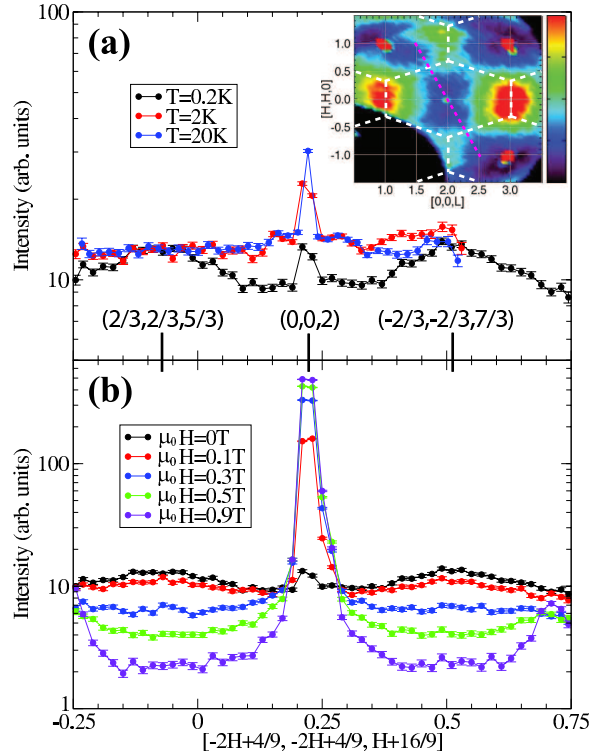 100
(a)
T=0.2K
T=2K
T=20K
[H,H,0]
1.0
0.5
0.0
-0.5
-1.0
1.0 1.5 2.0 2.5 3.0
[0,0,L]
Intensity (arb. units)
10
(2/3,2/3,5/3) (0,0,2) (-2/3,-2/3,7/3)
(b)
μ₀H=0T
μ₀H=0.1T
μ₀H=0.3T
μ₀H=0.5T
μ₀H=0.9T
Intensity (arb. units)
100
10
1
-0.25 0 0.25 0.5 0.75
[-2H+4/9, -2H+4/9, H+16/9]